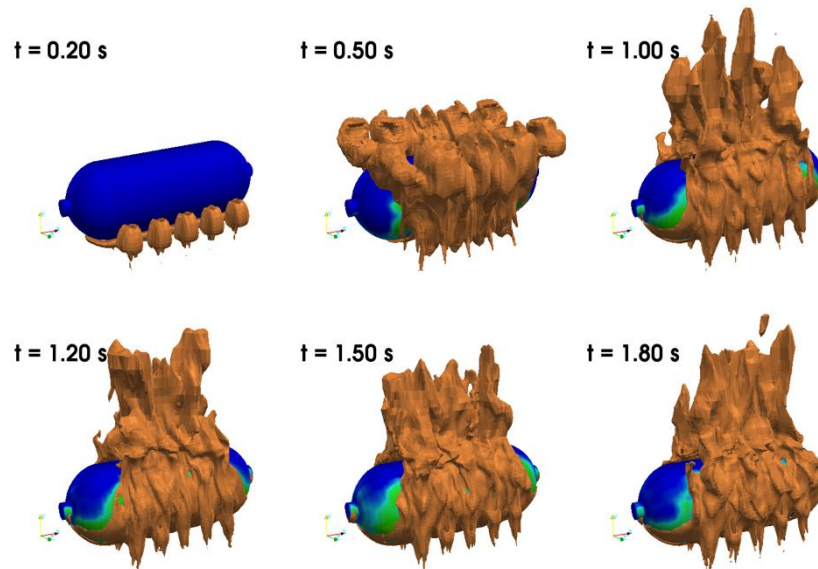 t = 0.20 s
t = 0.50 s
t = 1.00 s
t = 1.20 s
t = 1.50 s
t = 1.80 s